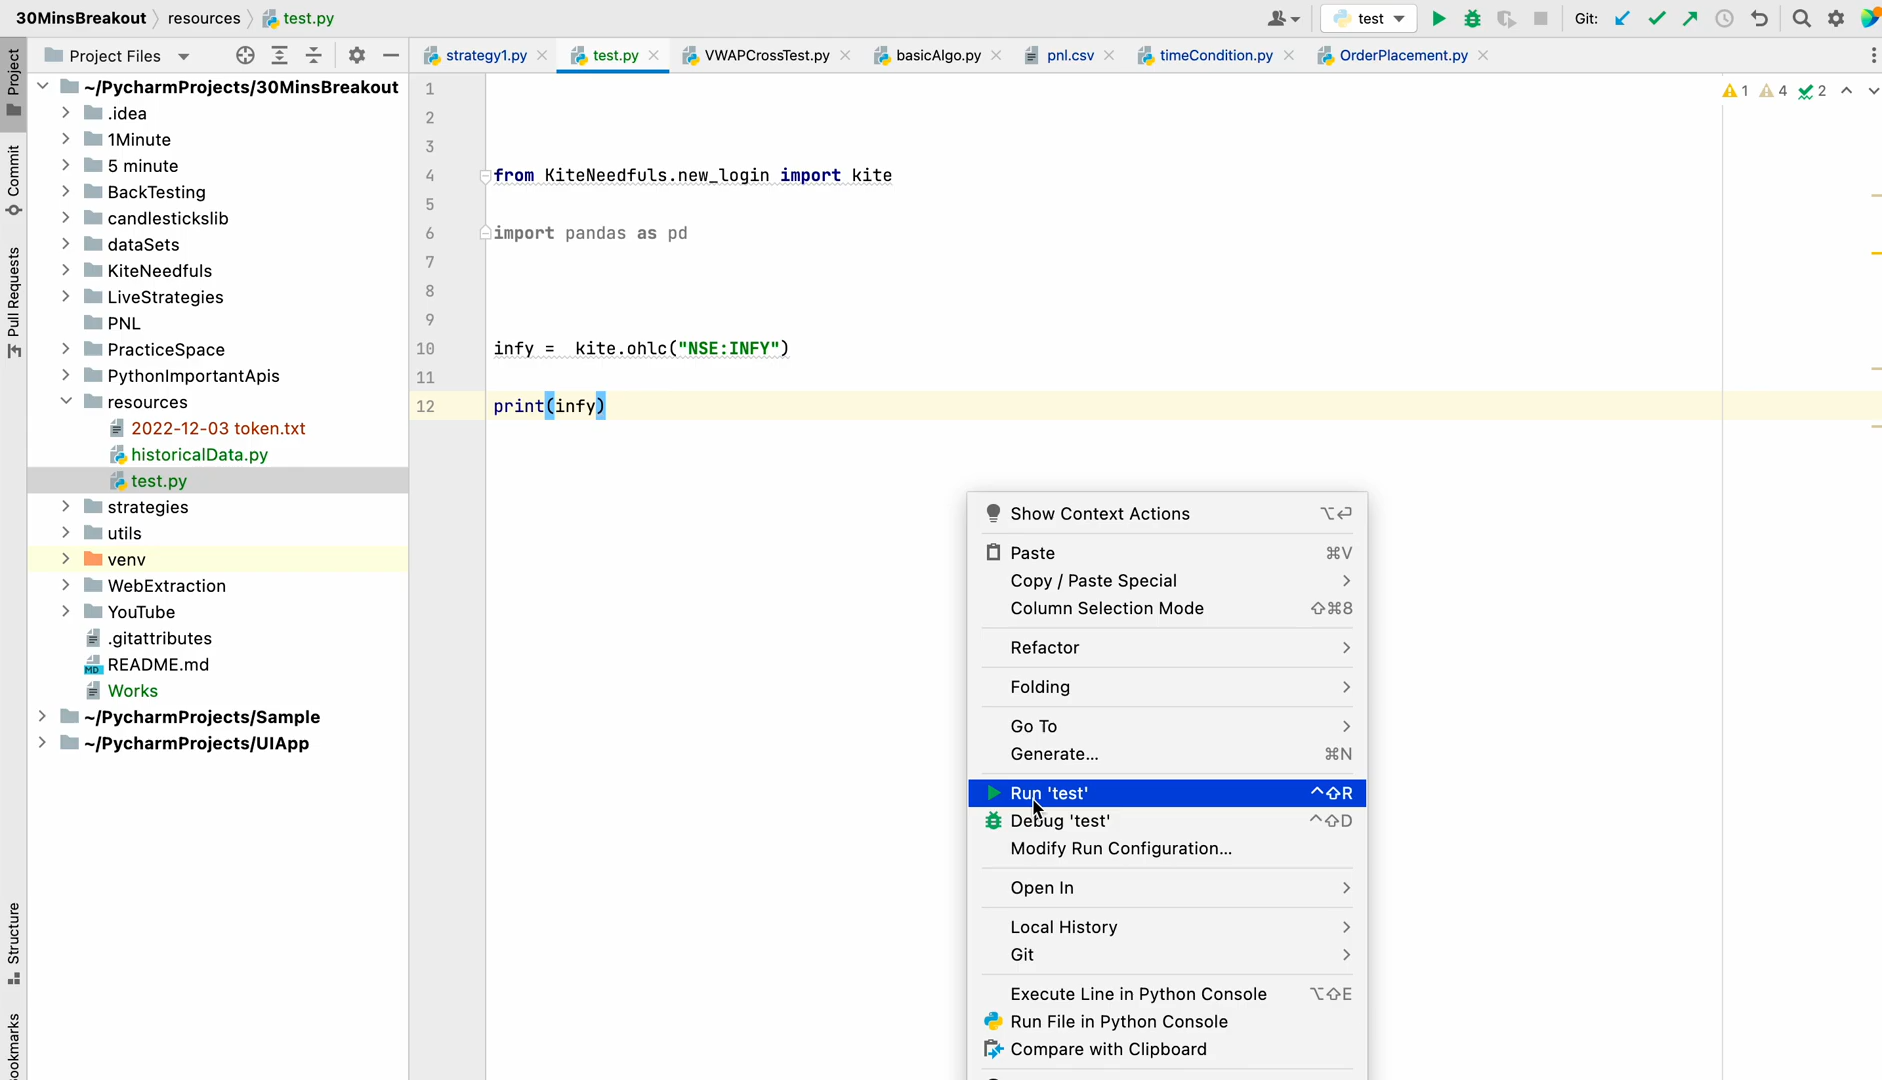 30MinsBreakout resources test.py
test Git:
Project
Commit
Pull Requests
Structure
Project Files
strategy1.py test.py VWAPCrossTest.py basicAlgo.py pnl.csv timeCondition.py OrderPlacement.py
~/PycharmProjects/30MinsBreakout
.idea
1Minute
5 minute
BackTesting
candlestickslib
dataSets
KiteNeedfuls
LiveStrategies
PNL
PracticeSpace
PythonImportantApis
resources
2022-12-03 token.txt
historicalData.py
test.py
strategies
utils
venv
WebExtraction
YouTube
.gitattributes
README.md
Works
~/PycharmProjects/Sample
~/PycharmProjects/UIApp
1 4 2
1
2
3
4 from KiteNeedfuls.new_login import kite
5
6 import pandas as pd
7
8
9
10 infy = kite.ohlc("NSE:INFY")
11
12 print(infy)
Show Context Actions ⌥⏎
Paste ⌘V
Copy / Paste Special
Column Selection Mode ⇧⌘8
Refactor
Folding
Go To
Generate... ⌘N
Run 'test' ^⇧R
Debug 'test' ^⇧D
Modify Run Configuration...
Open In
Local History
Git
Execute Line in Python Console ⌥⇧E
Run File in Python Console
Compare with Clipboard